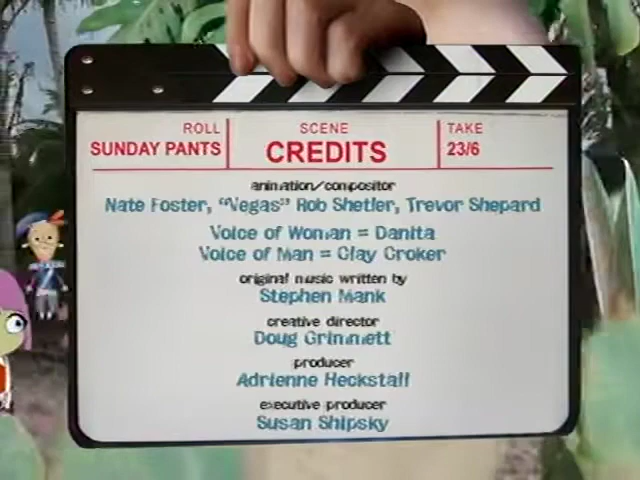 ROLL SCENE TAKE
SUNDAY PANTS CREDITS 23/6
animation/compositor
Nate Foster, "Vegas" Rob Shetler, Trevor Shepard
Voice of Woman = Danita
Voice of Man = Clay Croker
original music written by
Stephen Mank
creative director
Doug Grimmett
producer
Adrienne Heckstall
executive producer
Susan Shipsky